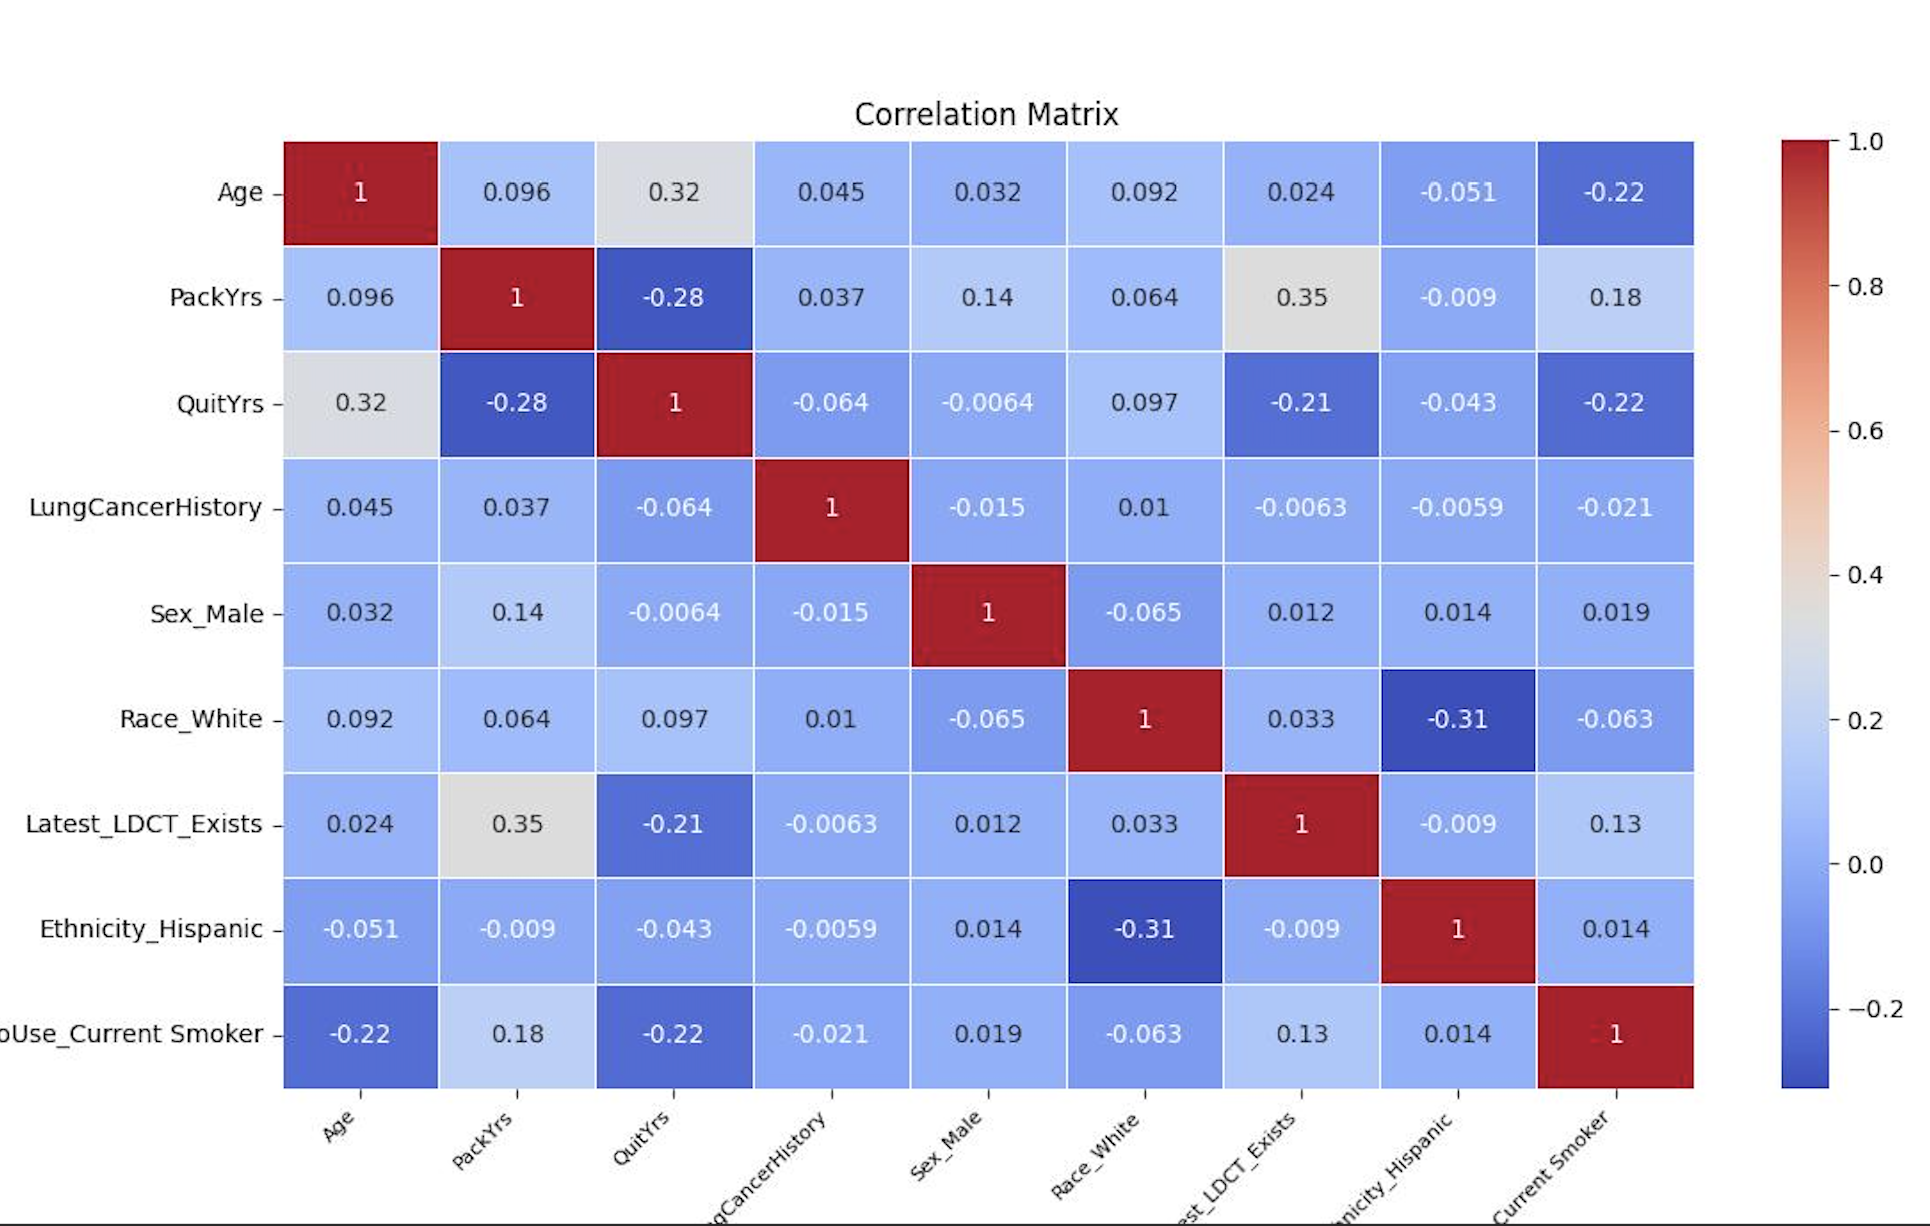 Correlation Matrix
Age 1 0.096 0.32 0.045 0.032 0.092 0.024 -0.051 -0.22
PackYrs 0.096 1 -0.28 0.037 0.14 0.064 0.35 -0.009 0.18
QuitYrs 0.32 -0.28 1 -0.064 -0.0064 0.097 -0.21 -0.043 -0.22
LungCancerHistory 0.045 0.037 -0.064 1 -0.015 0.01 -0.0063 -0.0059 -0.021
Sex_Male 0.032 0.14 -0.0064 -0.015 1 -0.065 0.012 0.014 0.019
Race_White 0.092 0.064 0.097 0.01 -0.065 1 0.033 -0.31 -0.063
Latest_LDCT_Exists 0.024 0.35 -0.21 -0.0063 0.012 0.033 1 -0.009 0.13
Ethnicity_Hispanic -0.051 -0.009 -0.043 -0.0059 0.014 -0.31 -0.009 1 0.014
oUse_Current Smoker -0.22 0.18 -0.22 -0.021 0.019 -0.063 0.13 0.014 1
Age PackYrs QuitYrs gCancerHistory Sex_Male Race_White est_LDCT_Exists hnicity_Hispanic Current Smoker
1.0
0.8
0.6
0.4
0.2
0.0
−0.2